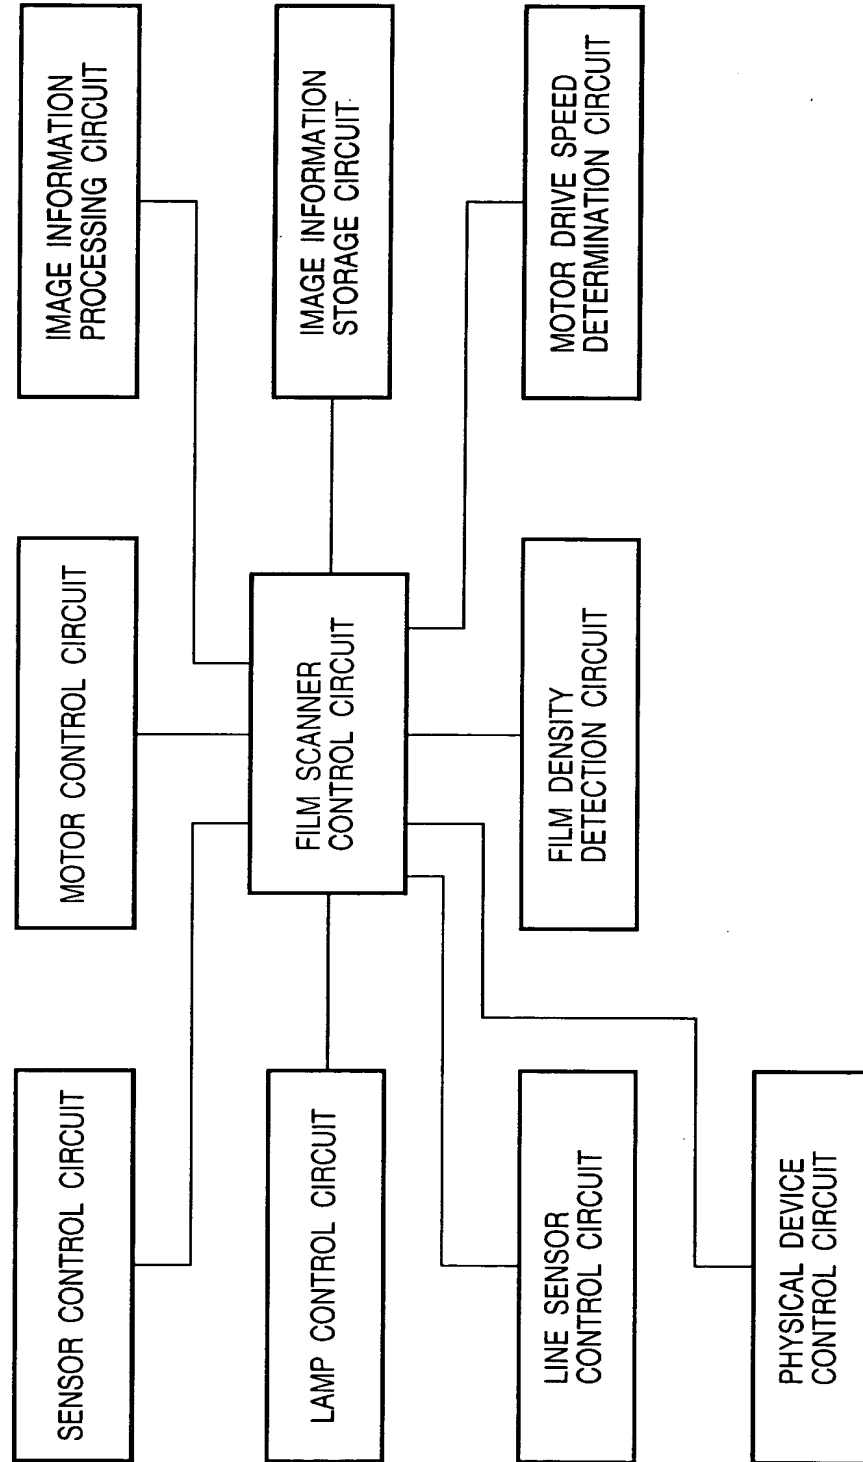 SENSOR CONTROL CIRCUIT
LAMP CONTROL CIRCUIT
LINE SENSOR
CONTROL CIRCUIT
PHYSICAL DEVICE
CONTROL CIRCUIT
MOTOR CONTROL CIRCUIT
FILM SCANNER
CONTROL CIRCUIT
FILM DENSITY
DETECTION CIRCUIT
IMAGE INFORMATION
PROCESSING CIRCUIT
IMAGE INFORMATION
STORAGE CIRCUIT
MOTOR DRIVE SPEED
DETERMINATION CIRCUIT